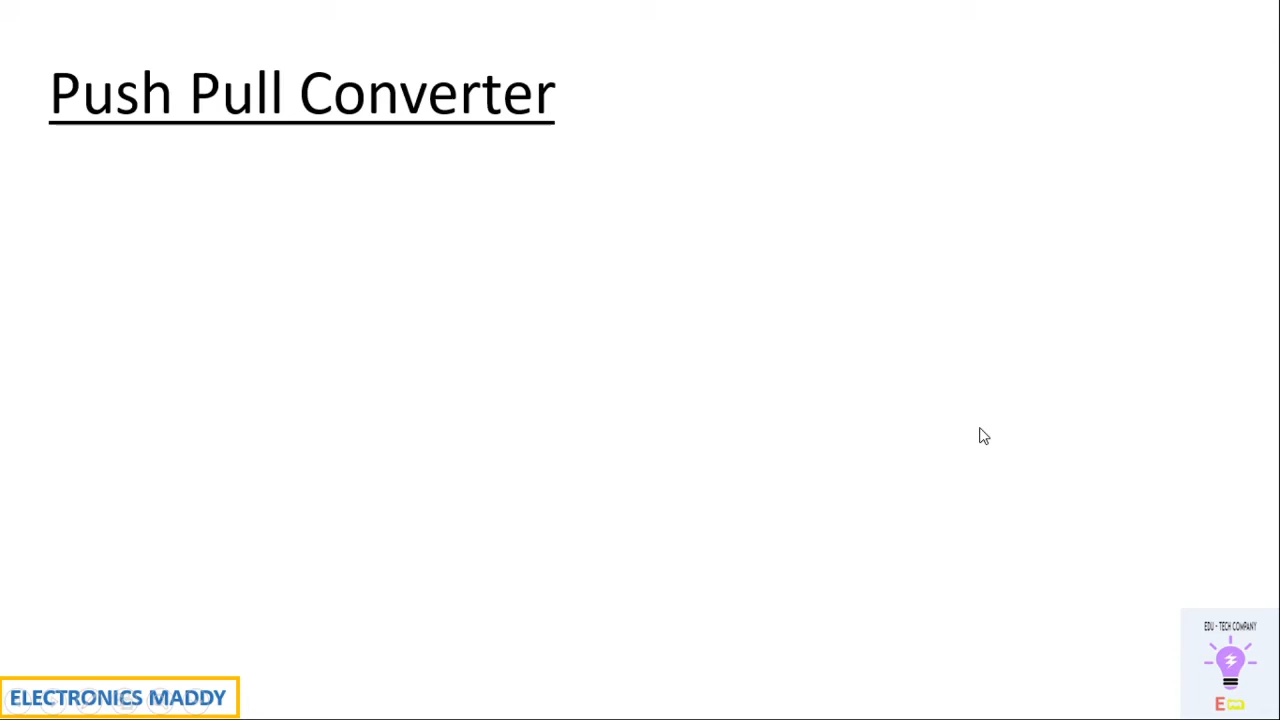 Push Pull Converter
EDU - TECH COMPANY
ELECTRONICS MADDY
E